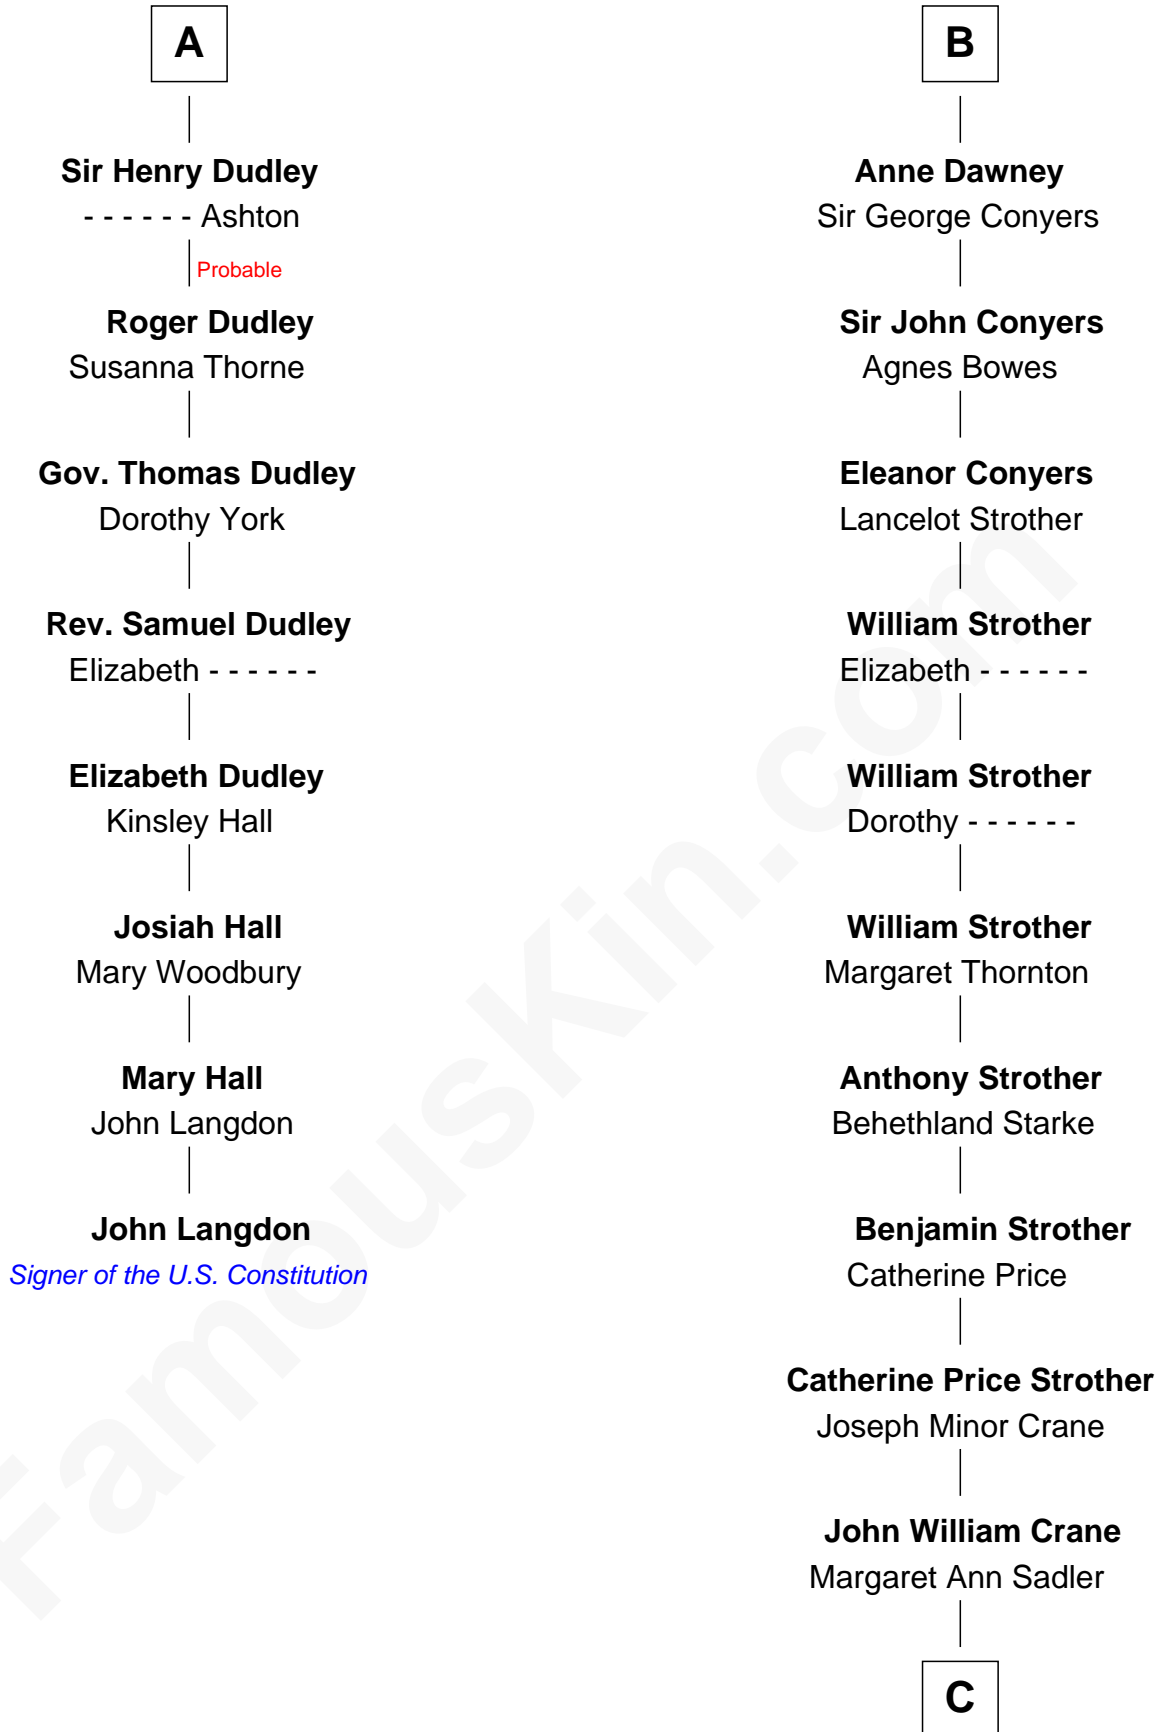 A
Sir Henry Dudley
- - - - - - Ashton
Probable
Roger Dudley
Susanna Thorne
Gov. Thomas Dudley
Dorothy York
Rev. Samuel Dudley
Elizabeth - - - - - -
Elizabeth Dudley
Kinsley Hall
Josiah Hall
Mary Woodbury
Mary Hall
John Langdon
John Langdon
Signer of the U.S. Constitution
B
Anne Dawney
Sir George Conyers
Sir John Conyers
Agnes Bowes
Eleanor Conyers
Lancelot Strother
William Strother
Elizabeth - - - - - -
William Strother
Dorothy - - - - - -
William Strother
Margaret Thornton
Anthony Strother
Behethland Starke
Benjamin Strother
Catherine Price
Catherine Price Strother
Joseph Minor Crane
John William Crane
Margaret Ann Sadler
C
FamousKin.com